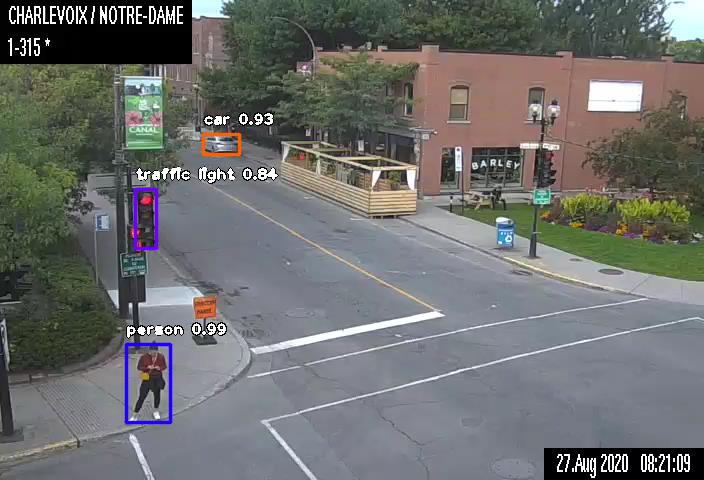 CHARLEVOIX / NOTRE-DAME
1-315 *
car 0.93
CANAL
traffic light 0.84
BARLEY
person 0.99
27.Aug 2020 08:21:09